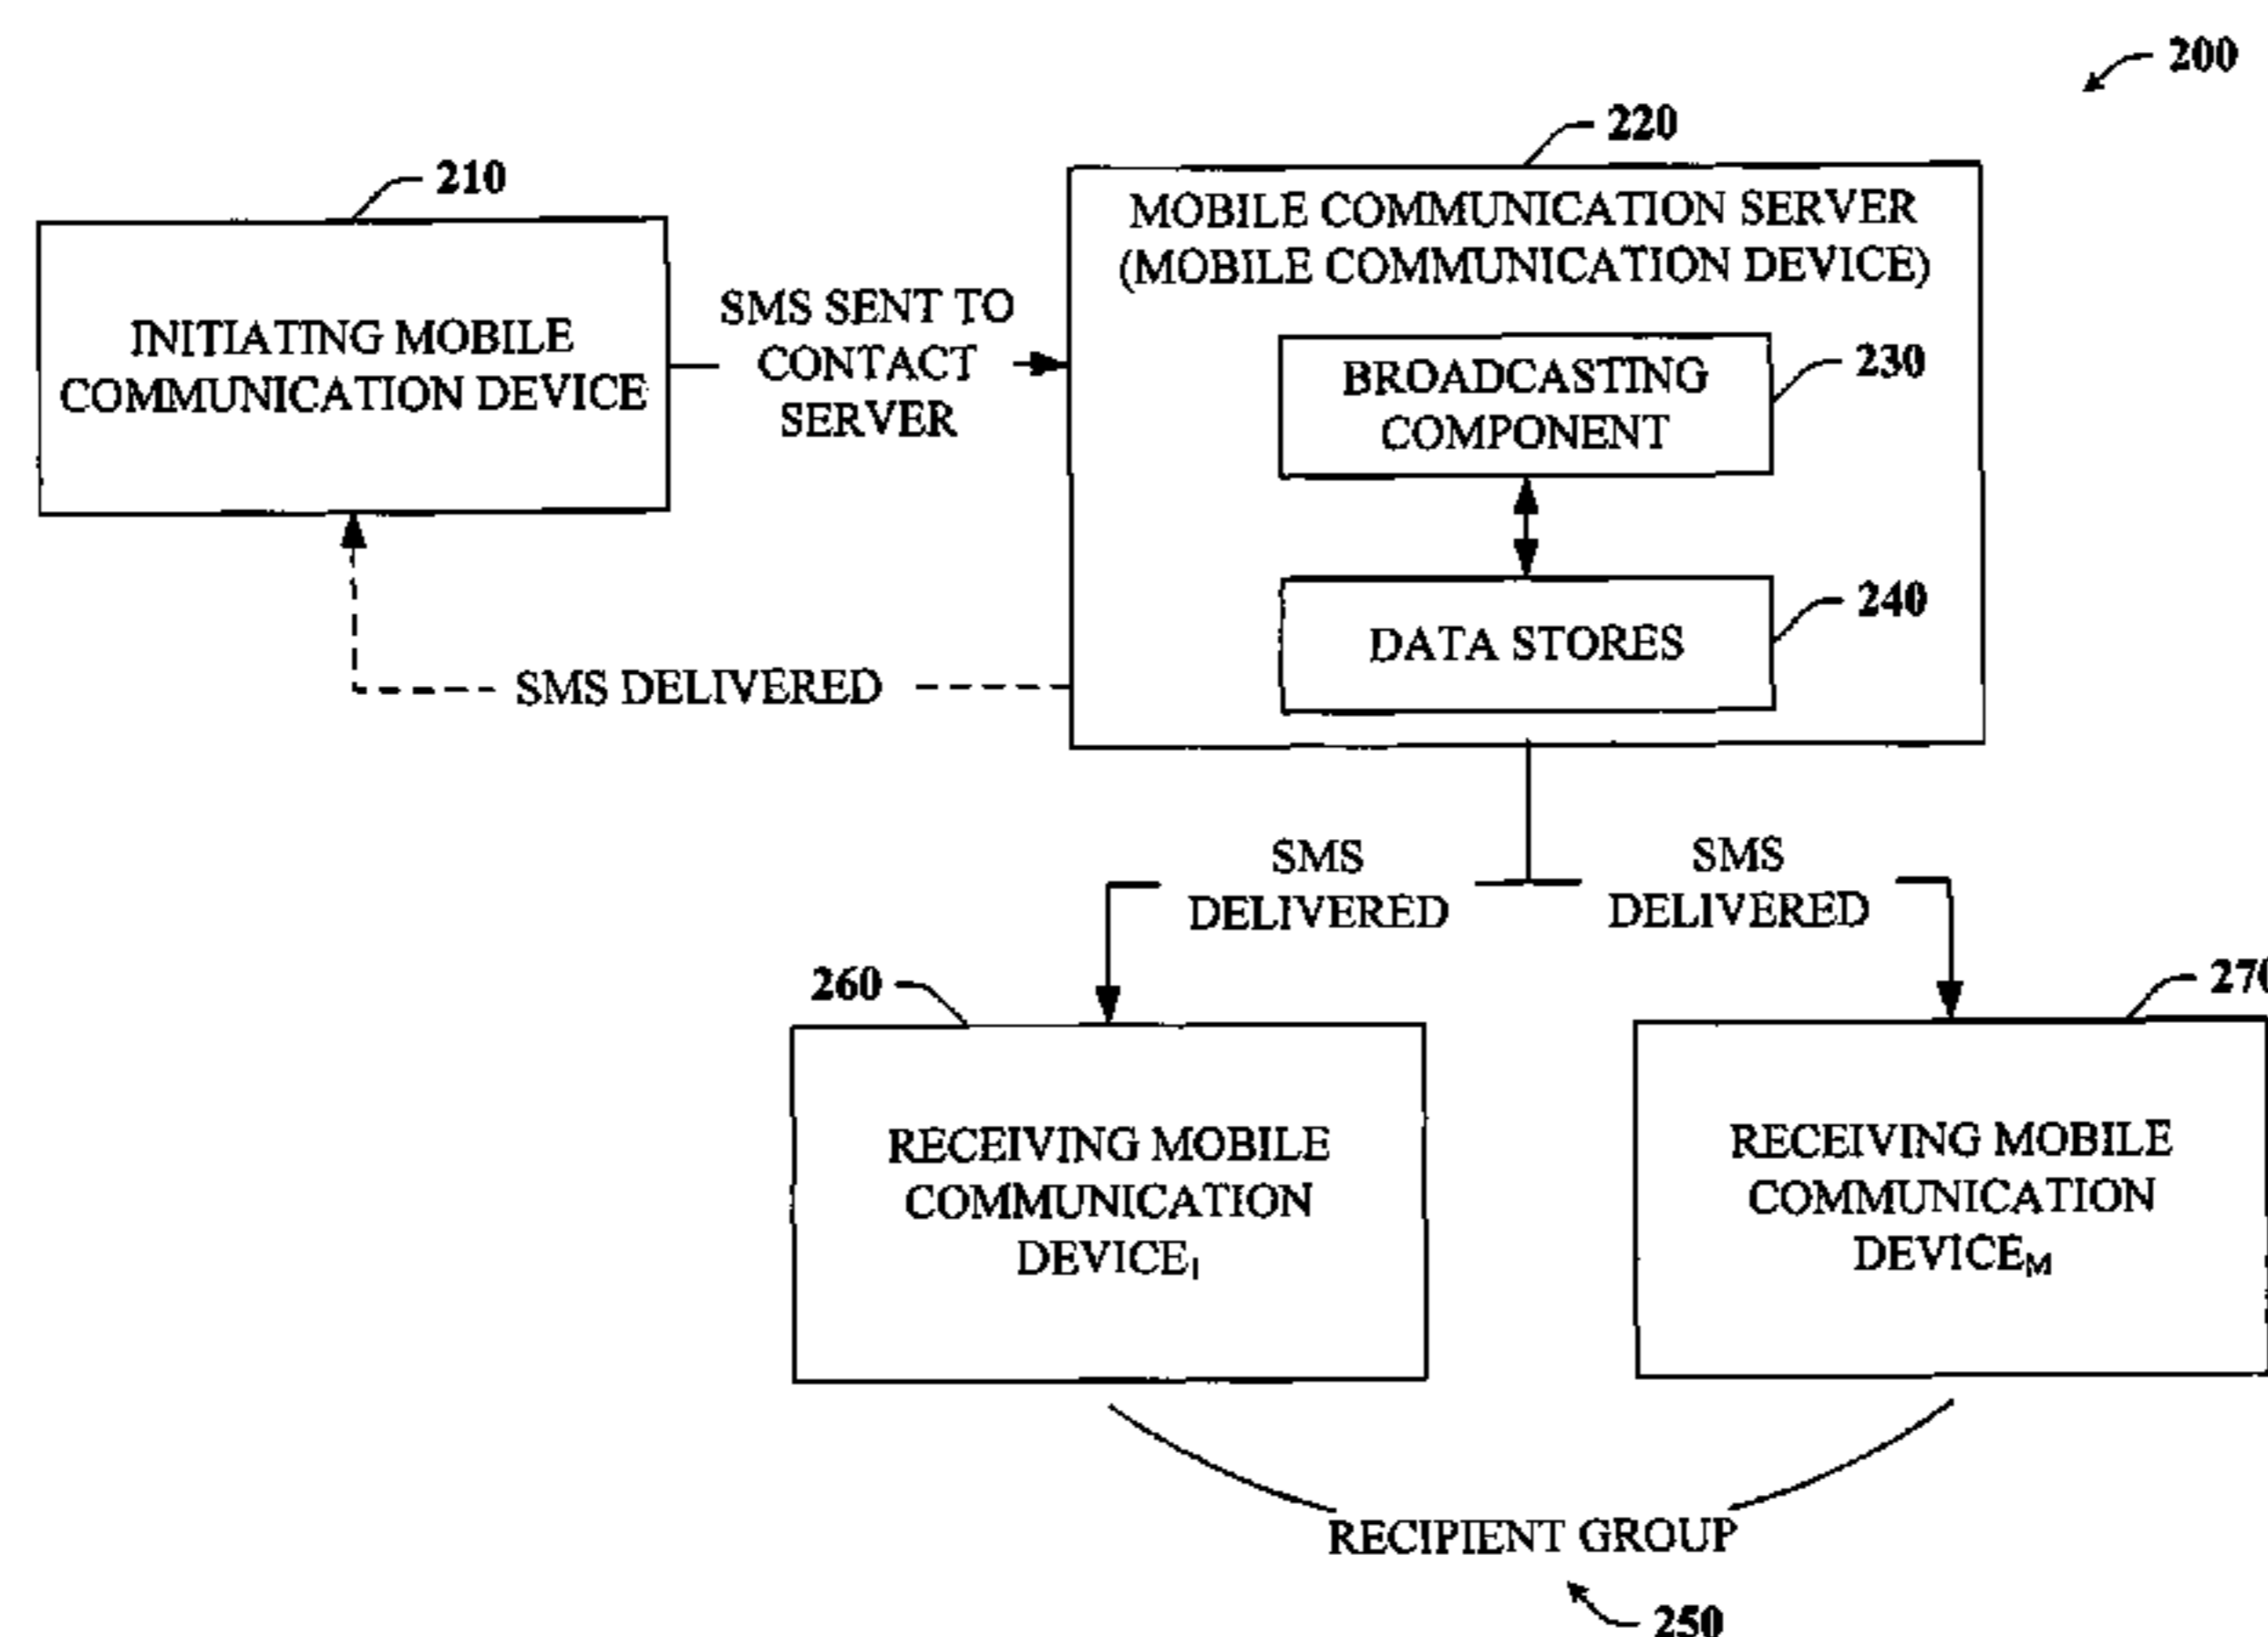 200
220
210
MOBILE COMMUNICATION SERVER
(MOBILE COMMUNICATION DEVICE)
INITIATING MOBILE
COMMUNICATION DEVICE
SMS SENT TO
CONTACT
SERVER
BROADCASTING
COMPONENT
230
DATA STORES
240
SMS DELIVERED
SMS
DELIVERED
SMS
DELIVERED
260
270
RECEIVING MOBILE
COMMUNICATION
DEVICE₁
RECEIVING MOBILE
COMMUNICATION
DEVICEM
RECIPIENT GROUP
250